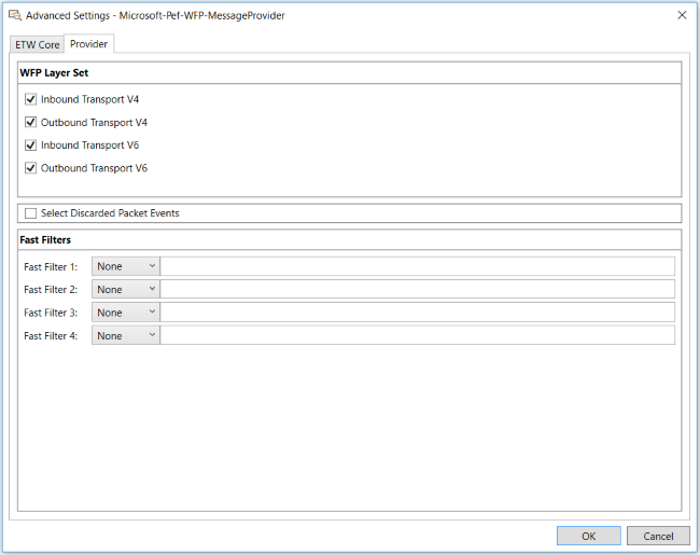 Advanced Settings - Microsoft-Pef-WFP-MessageProvider
ETW Core Provider
WFP Layer Set
Inbound Transport V4
Outbound Transport V4
Inbound Transport V6
Outbound Transport V6
Select Discarded Packet Events
Fast Filters
Fast Filter 1: None
Fast Filter 2: None
Fast Filter 3: None
Fast Filter 4: None
OK Cancel